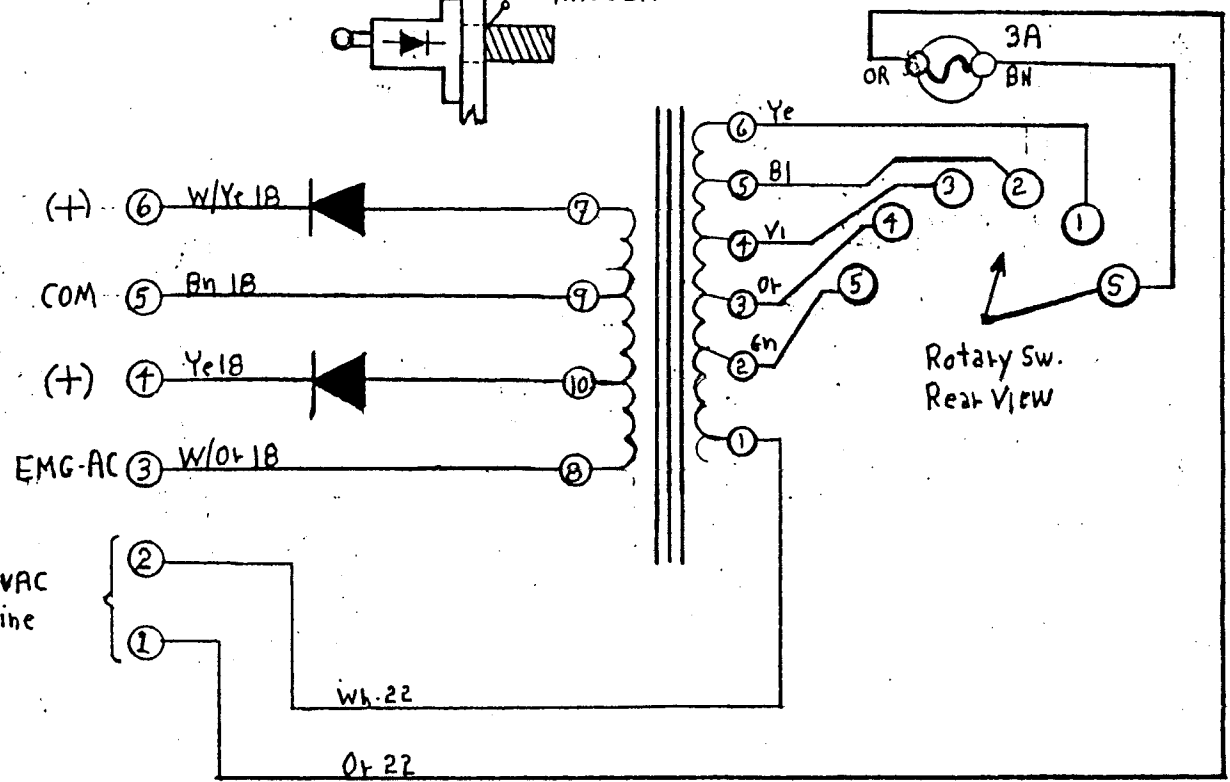 3A
OR
BN
6 Ye
5 Bl
4 Vi
3 Or
2 Gn
1
3
2
4
1
5
S
Rotary Sw.
Rear View
(+) 6 W/Ye 18
7
COM 5 Bn 18
9
(+) 4 Ye 18
10
EMG-AC 3 W/Or 18
8
VAC
ine
2
1
Wh-22
Or 22